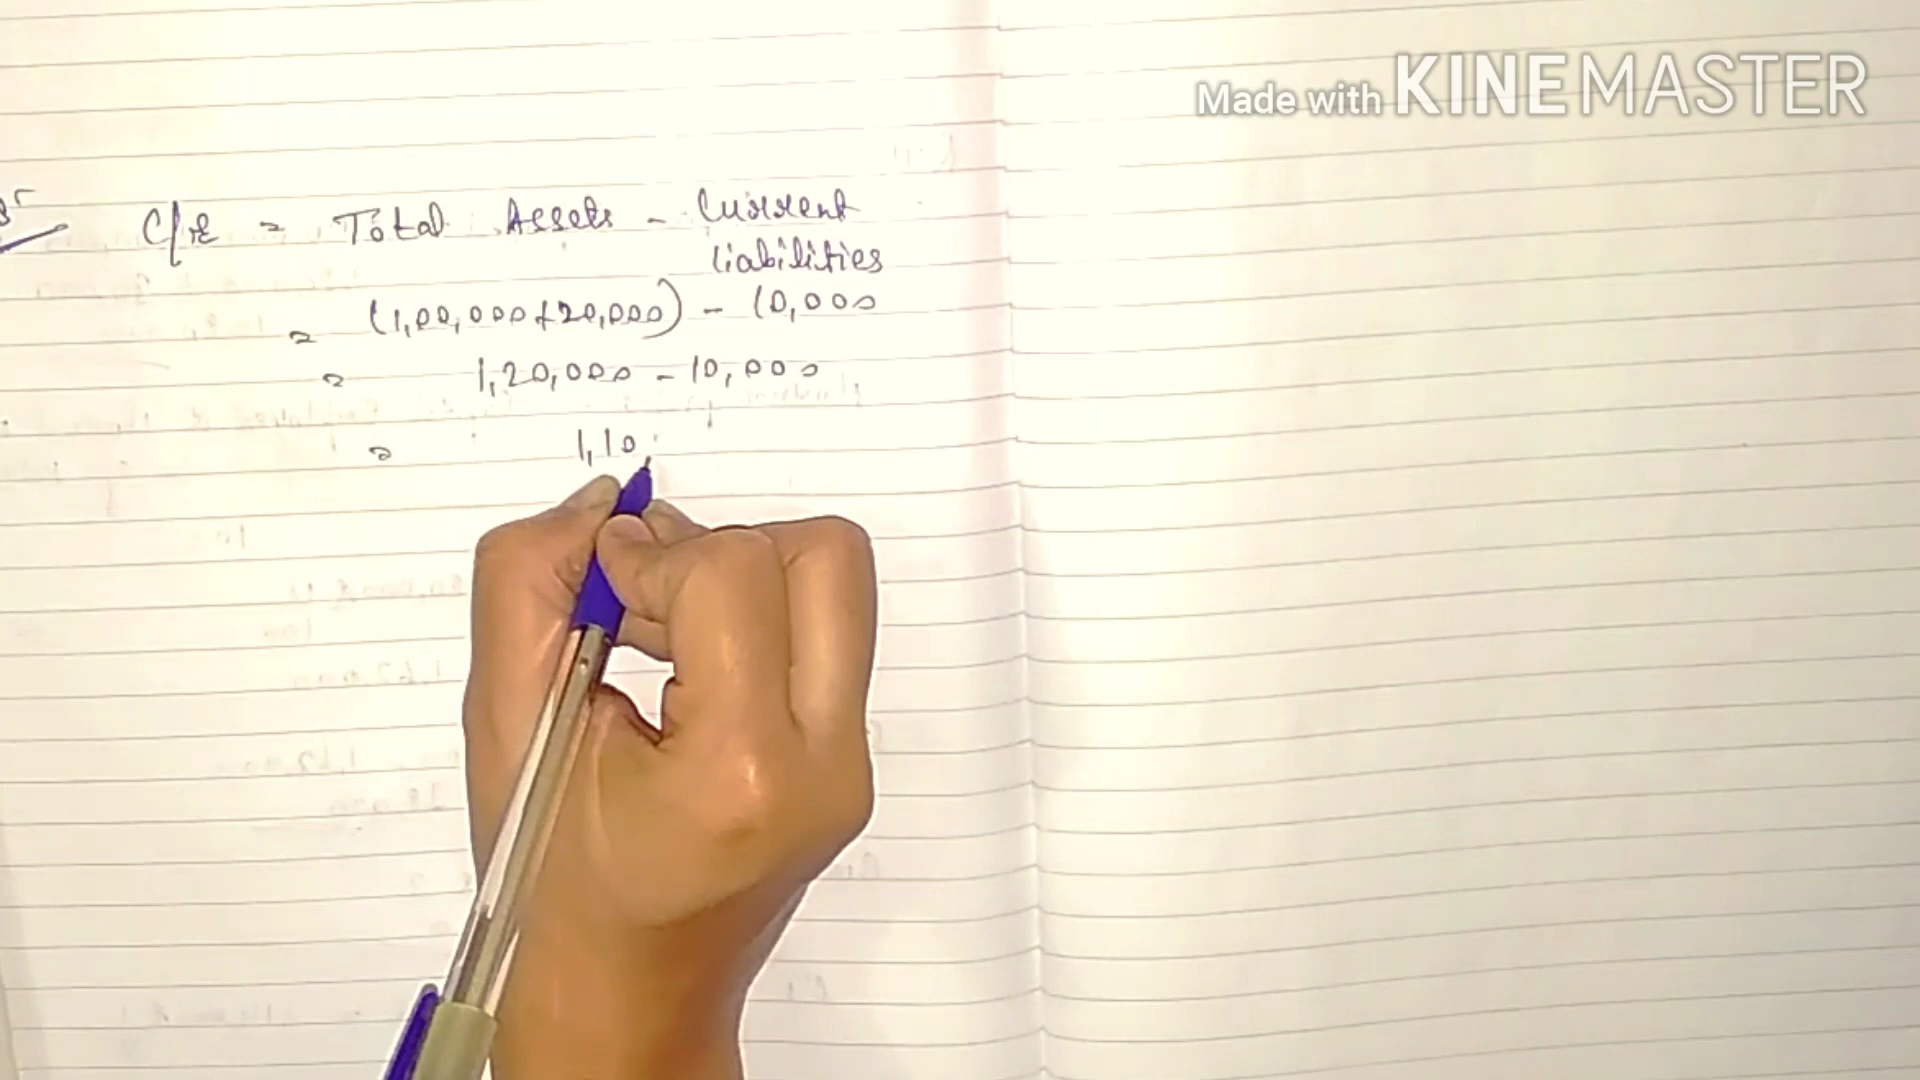 Made with KINEMASTER
C/E = Total Assets - Current
liabilities
= (1,00,000+20,000) - 10,000
= 1,20,000 - 10,000
= 1,10